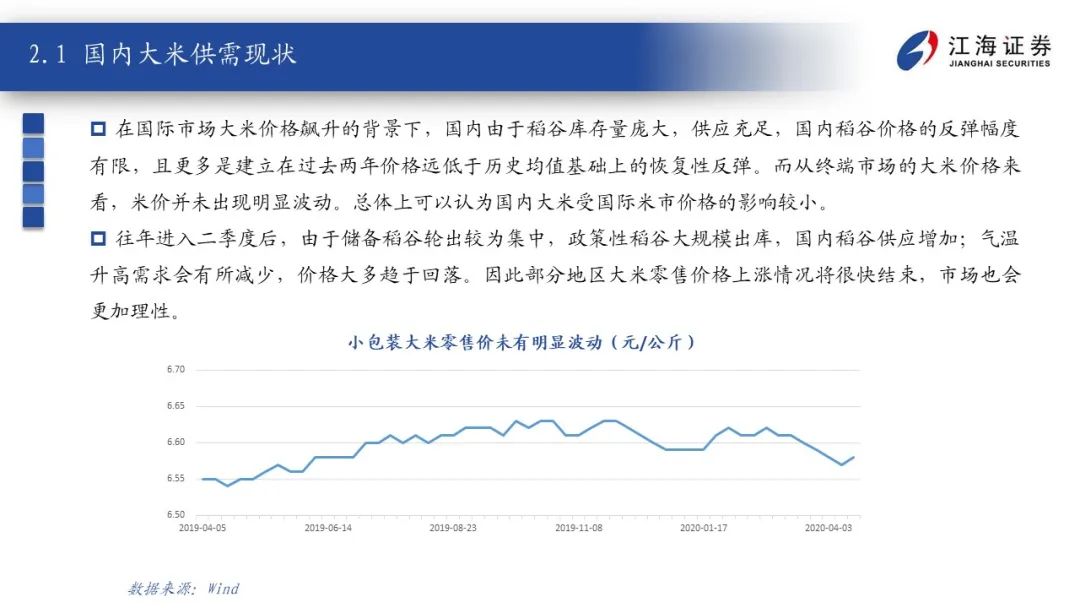 2.1 国内大米供需现状
江海证券
JIANGHAI SECURITIES
在国际市场大米价格飙升的背景下，国内由于稻谷库存量庞大，供应充足，国内稻谷价格的反弹幅度
有限，且更多是建立在过去两年价格远低于历史均值基础上的恢复性反弹。而从终端市场的大米价格来
看，米价并未出现明显波动。总体上可以认为国内大米受国际米市价格的影响较小。
往年进入二季度后，由于储备稻谷轮出较为集中，政策性稻谷大规模出库，国内稻谷供应增加；气温
升高需求会有所减少，价格大多趋于回落。因此部分地区大米零售价格上涨情况将很快结束，市场也会
更加理性。
小包装大米零售价未有明显波动（元/公斤）
6.70
6.65
6.60
6.55
6.50
2019-04-05 2019-06-14 2019-08-23 2019-11-08 2020-01-17 2020-04-03
数据来源：Wind